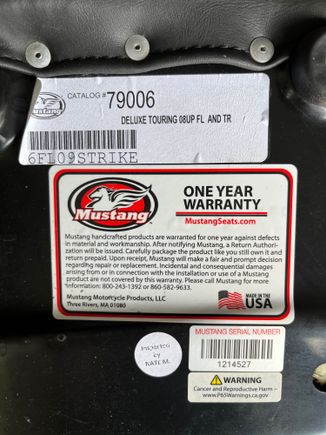 Mustang
CATALOG # 79006
DELUXE TOURING 08UP FL AND TR
6FL09STRIKE
Mustang
ONE YEAR
WARRANTY
MustangSeats.com
Mustang handcrafted products are warranted for one year against defects
in material and workmanship. After notifying Mustang, a Return Authori-
zation will be issued. Carefully package the product like you still own it and
return prepaid. Upon receipt, Mustang will make a fair and prompt decision
regarding repair or replacement. Incidental and consequential damages
arising from or in connection with the installation or use of a Mustang
product are not covered by this warranty. Please call Mustang for more
information: 800-243-1392 or 860-582-9633.
Mustang Motorcycle Products, LLC
Three Rivers, MA 01080
MADE IN
USA
MUSTANG SERIAL NUMBER
1214527
INSPECTED
BY
NATE M.
WARNING
Cancer and Reproductive Harm –
www.P65Warnings.ca.gov